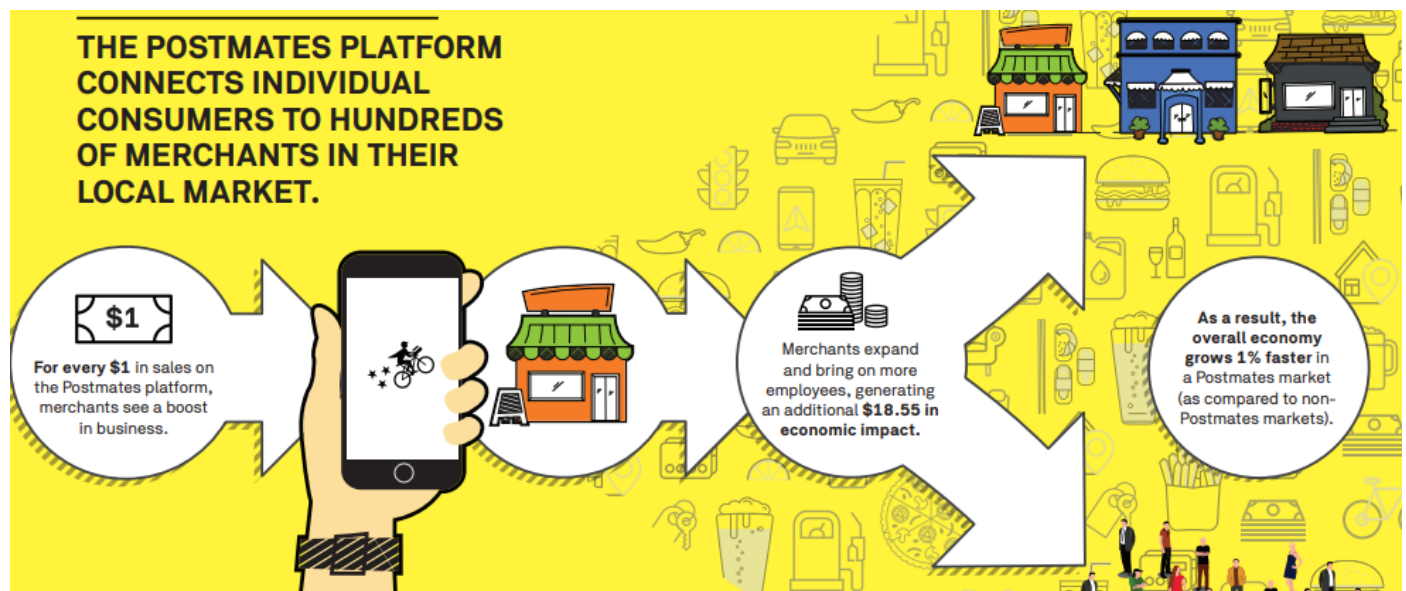 THE POSTMATES PLATFORM
CONNECTS INDIVIDUAL
CONSUMERS TO HUNDREDS
OF MERCHANTS IN THEIR
LOCAL MARKET.
$1
For every $1 in sales on
the Postmates platform,
merchants see a boost
in business.
Merchants expand
and bring on more
employees, generating
an additional $18.55 in
economic impact.
As a result, the
overall economy
grows 1% faster in
a Postmates market
(as compared to non-
Postmates markets).